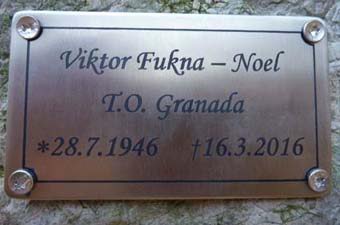 Viktor Fukna – Noel
T.O. Granada
*28.7.1946 †16.3.2016